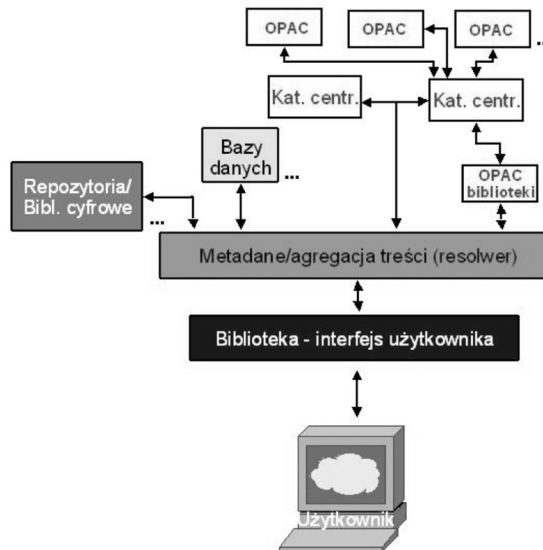 OPAC
OPAC
OPAC
...
Kat. centr.
Kat. centr.
Bazy
danych
...
OPAC
biblioteki
Repozytoria/
Bibl. cyfrowe
...
Metadane/agregacja treści (resolwer)
Biblioteka - interfejs użytkownika
Użytkownik